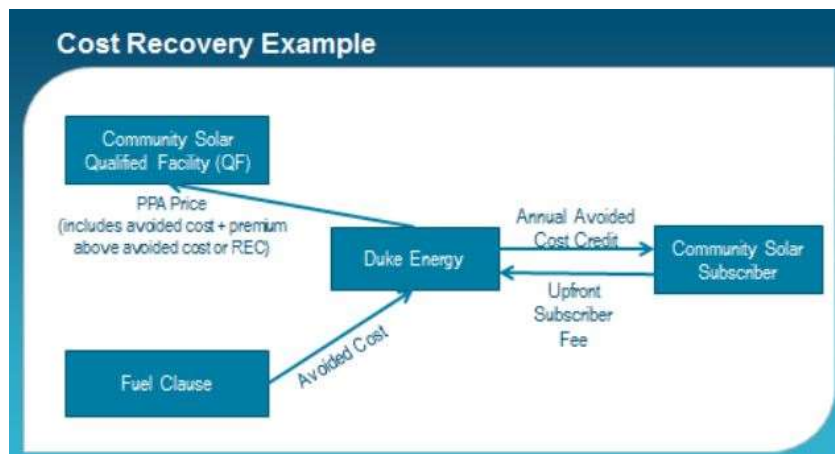 Cost Recovery Example
Community Solar
Qualified Facility (QF)
PPA Price
(includes avoided cost + premium
above avoided cost or REC)
Duke Energy
Annual Avoided
Cost Credit
Community Solar
Subscriber
Upfront
Subscriber
Fee
Avoided Cost
Fuel Clause